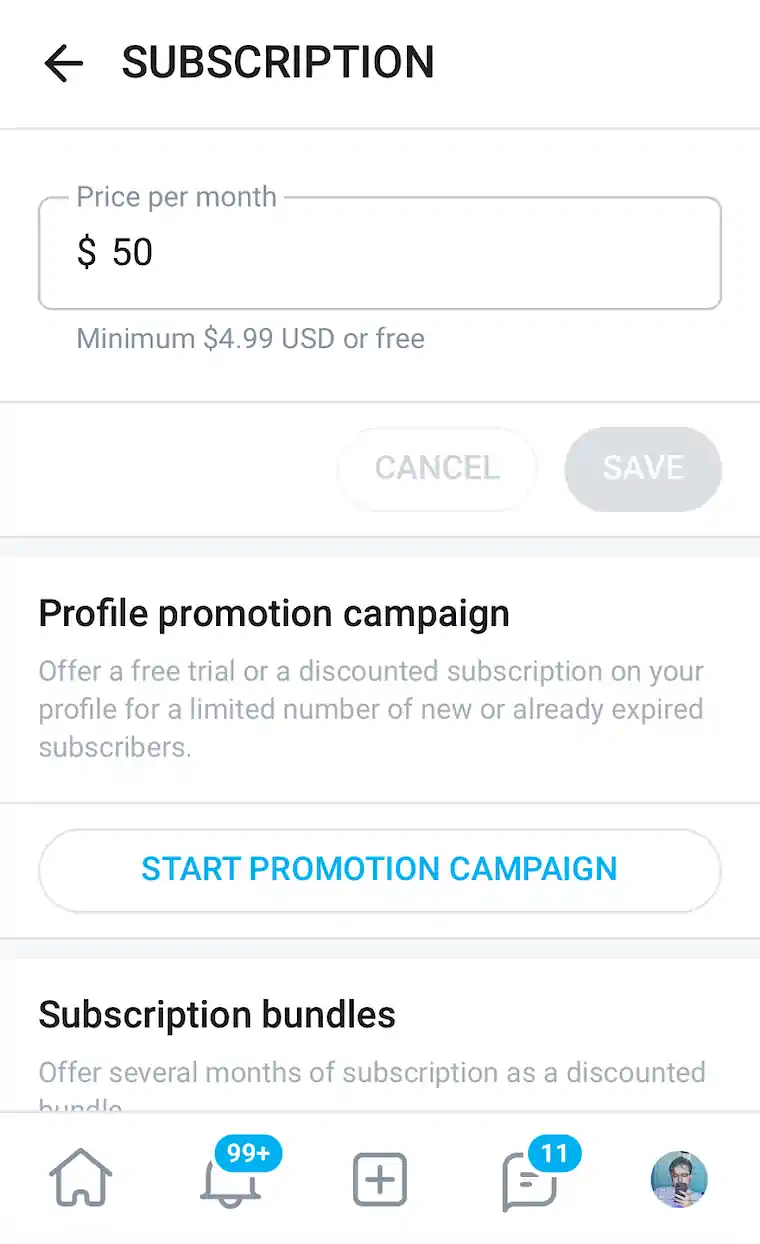 SUBSCRIPTION
Price per month
$ 50
Minimum $4.99 USD or free
CANCEL
SAVE
Profile promotion campaign
Offer a free trial or a discounted subscription on your
profile for a limited number of new or already expired
subscribers.
START PROMOTION CAMPAIGN
Subscription bundles
Offer several months of subscription as a discounted
bundle
99+
11